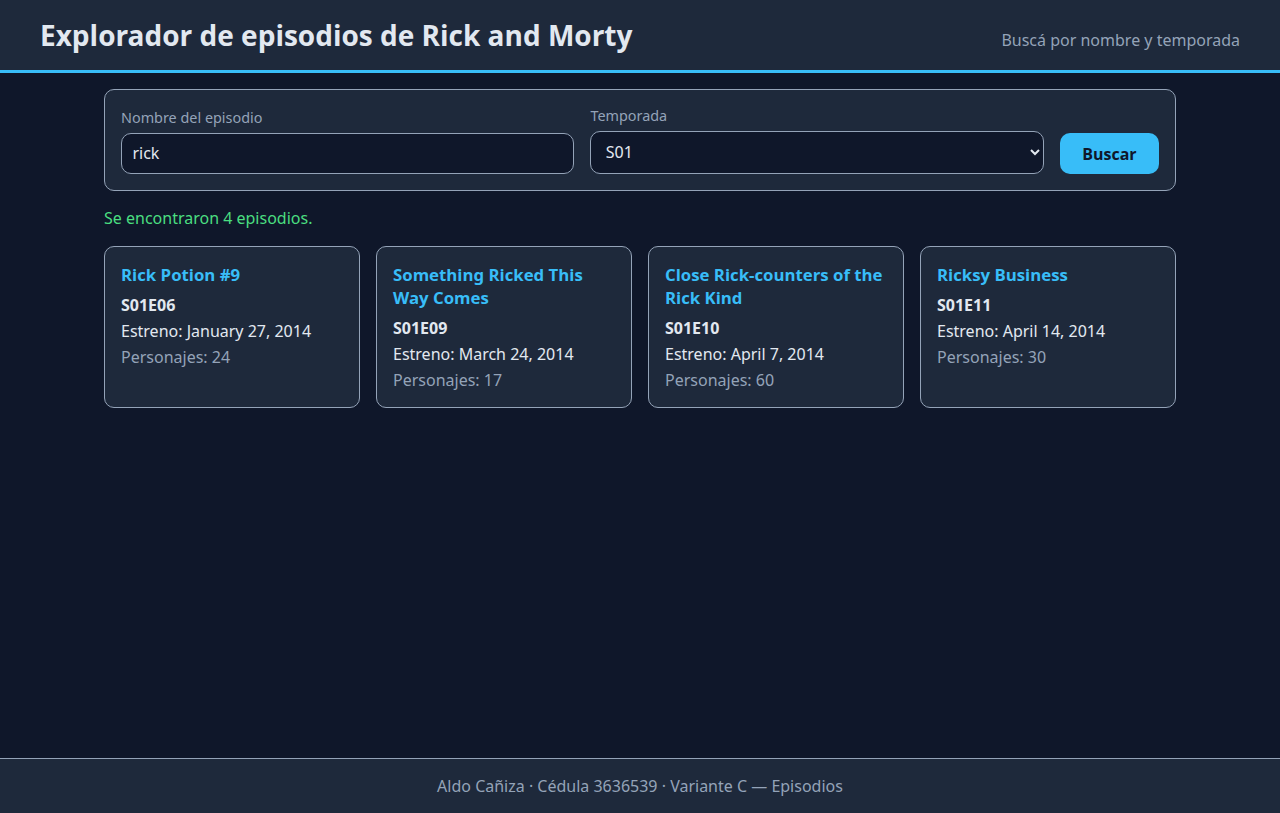 Explorador de episodios de Rick and Morty
Buscá por nombre y temporada
Nombre del episodio
Temporada
rick
S01
Buscar
Se encontraron 4 episodios.
Rick Potion #9
S01E06
Estreno: January 27, 2014
Personajes: 24
Something Ricked This
Way Comes
S01E09
Estreno: March 24, 2014
Personajes: 17
Close Rick-counters of the
Rick Kind
S01E10
Estreno: April 7, 2014
Personajes: 60
Ricksy Business
S01E11
Estreno: April 14, 2014
Personajes: 30
Aldo Cañiza · Cédula 3636539 · Variante C — Episodios